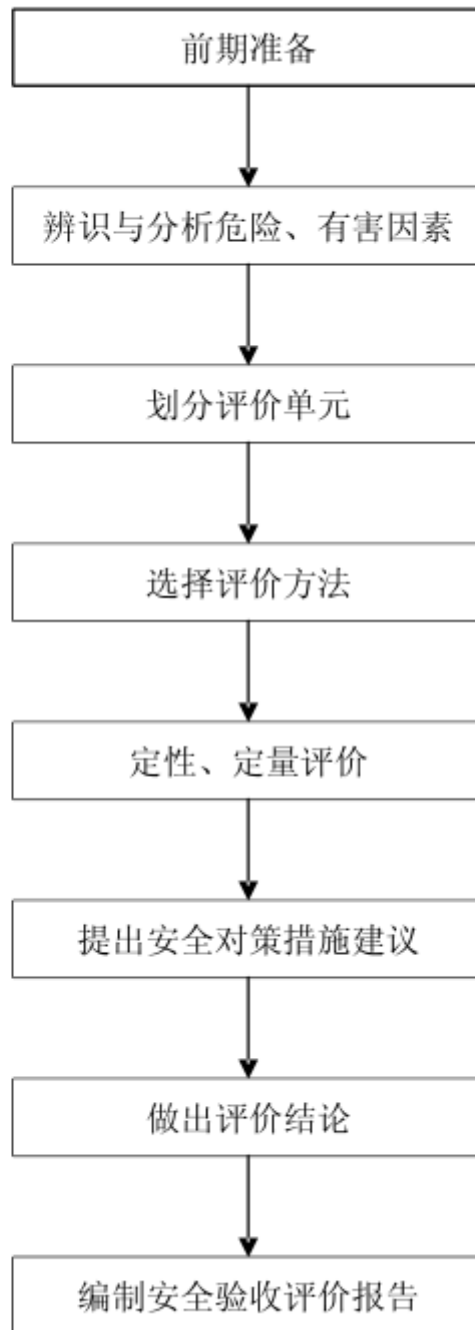 前期准备
辨识与分析危险、有害因素
划分评价单元
选择评价方法
定性、定量评价
提出安全对策措施建议
做出评价结论
编制安全验收评价报告